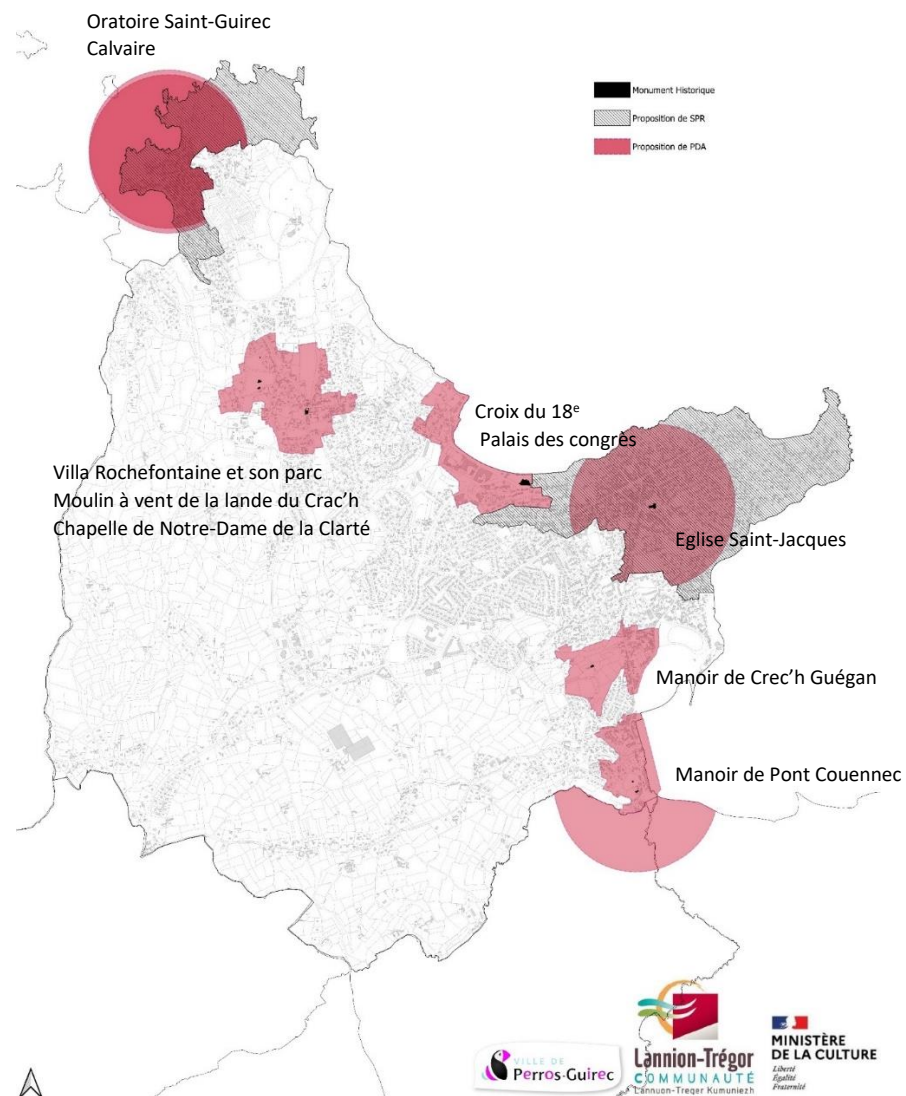 Oratoire Saint-Guirec
Calvaire
Monument Historique
Proposition de SPR
Proposition de PDA
Croix du 18e
Palais des congrès
Villa Rochefontaine et son parc
Moulin à vent de la lande du Crac’h
Chapelle de Notre-Dame de la Clarté
Eglise Saint-Jacques
Manoir de Crec’h Guégan
Manoir de Pont Couennec
VILLE DE
Perros-Guirec
Lannion-Trégor
COMMUNAUTÉ
Lannuon-Treger Kumuniezh
MINISTÈRE
DE LA CULTURE
Liberté
Égalité
Fraternité